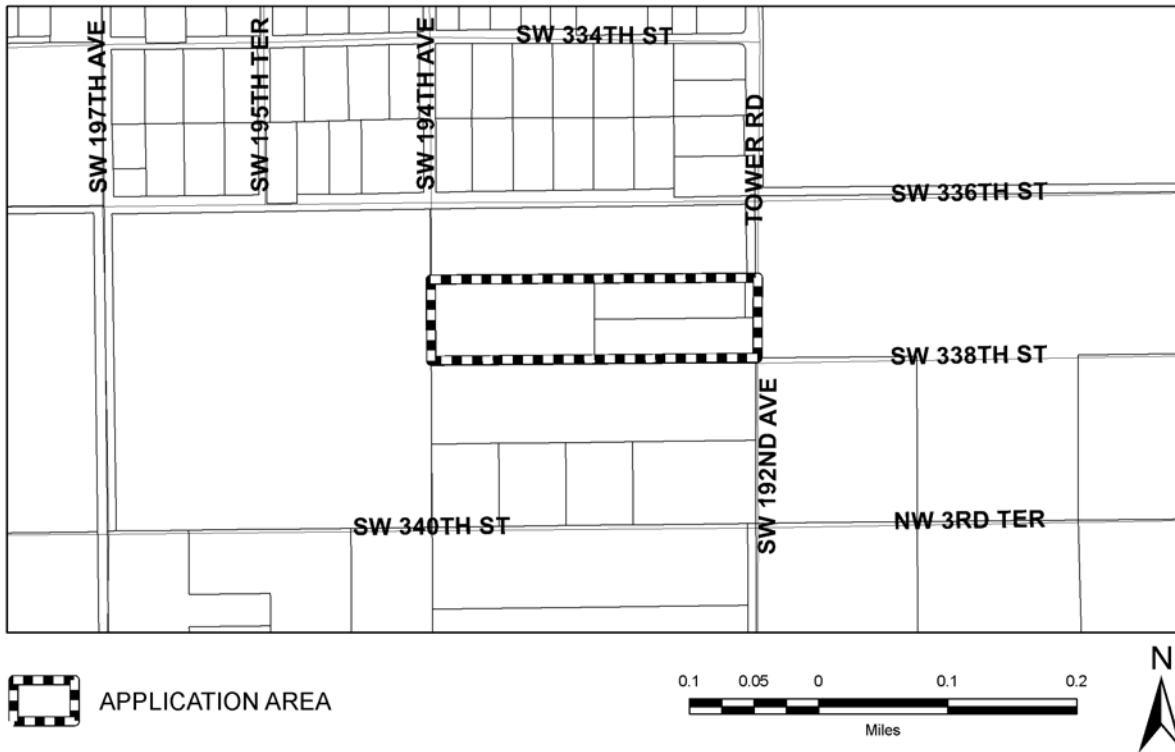 SW 334TH ST
SW 197TH AVE
SW 195TH TER
SW 194TH AVE
TOWER RD
SW 336TH ST
SW 338TH ST
SW 192ND AVE
SW 340TH ST
NW 3RD TER
APPLICATION AREA
0.1 0.05 0 0.1 0.2
Miles
N